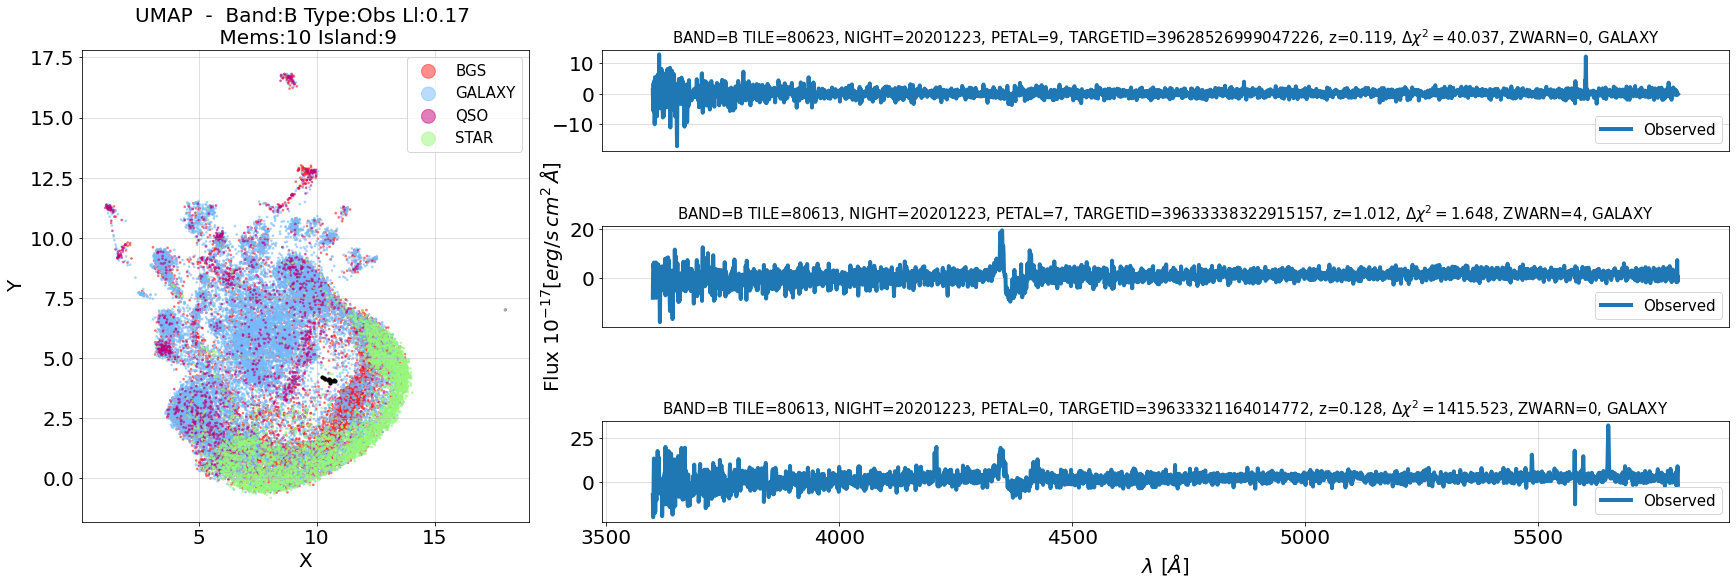 UMAP - Band:B Type:Obs Ll:0.17
Mems:10 Island:9
17.5
15.0
12.5
10.0
7.5
5.0
2.5
0.0
Y
5
10
15
X
BGS
GALAXY
QSO
STAR
Flux 10^{-17}[erg/s cm^2 Å]
BAND=B TILE=80623, NIGHT=20201223, PETAL=9, TARGETID=39628526999047226, z=0.119, Δχ² = 40.037, ZWARN=0, GALAXY
10
0
−10
Observed
BAND=B TILE=80613, NIGHT=20201223, PETAL=7, TARGETID=39633338322915157, z=1.012, Δχ² = 1.648, ZWARN=4, GALAXY
20
0
Observed
BAND=B TILE=80613, NIGHT=20201223, PETAL=0, TARGETID=39633321164014772, z=0.128, Δχ² = 1415.523, ZWARN=0, GALAXY
25
0
Observed
3500
4000
4500
5000
5500
λ [Å]